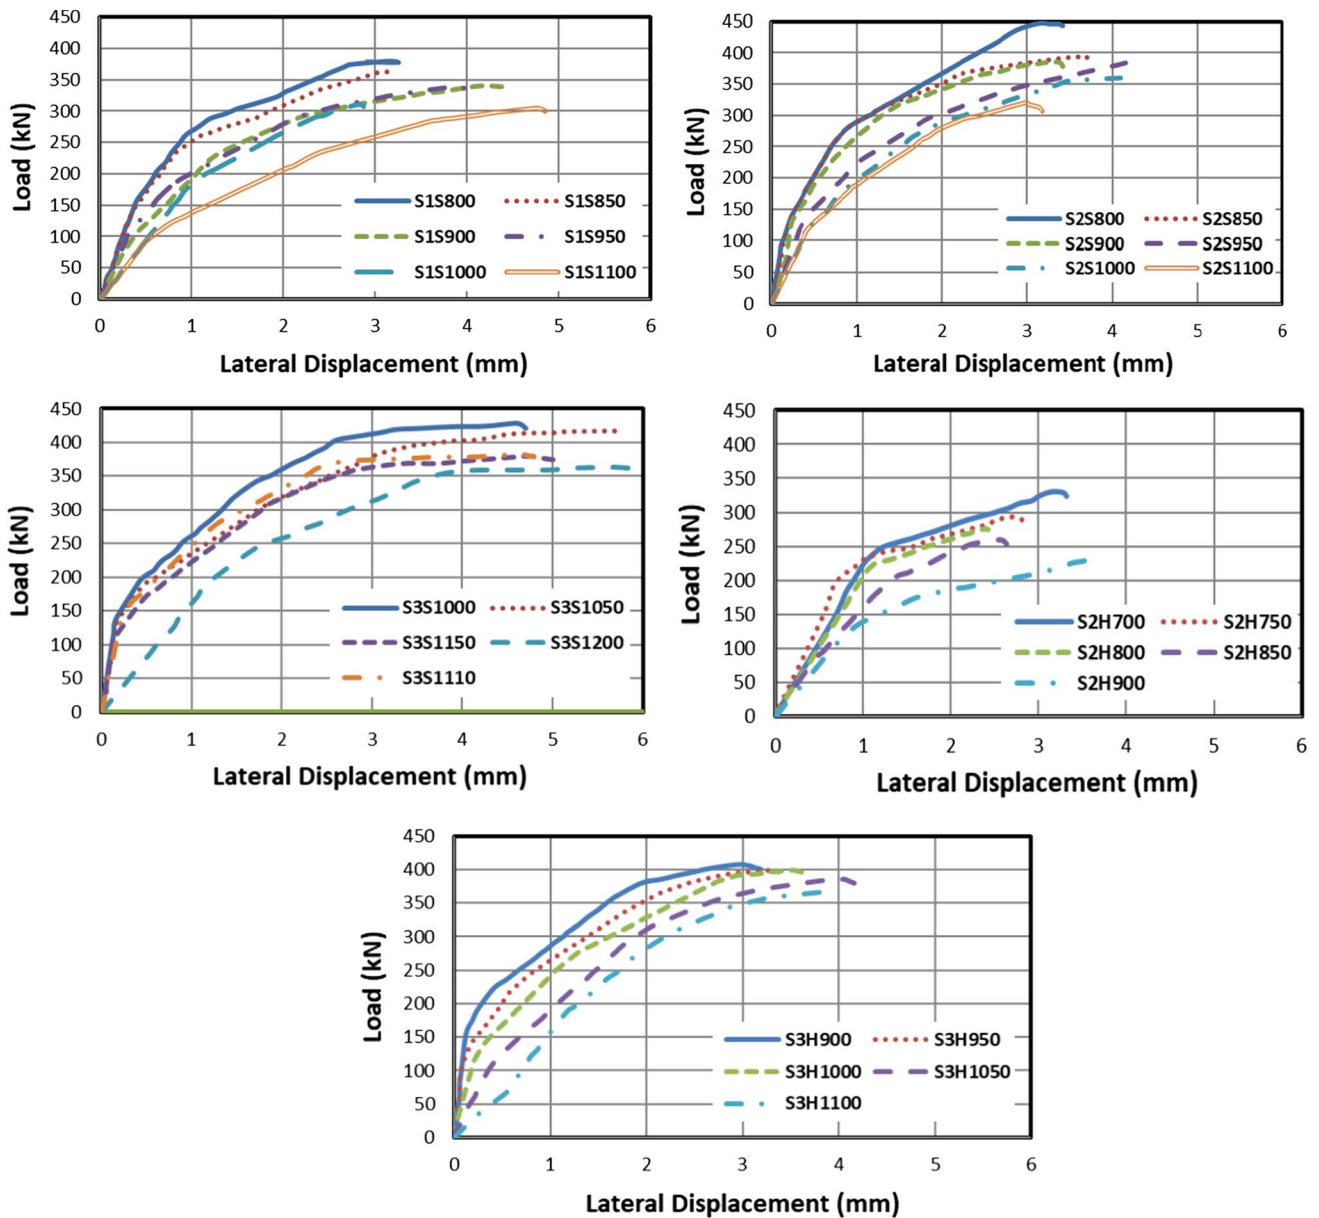 450
400
350
300
250
200
150
100
50
0
Load (kN)
S1S800 S1S850
S1S900 S1S950
S1S1000 S1S1100
0 1 2 3 4 5 6
Lateral Displacement (mm)
450
400
350
300
250
200
150
100
50
0
Load (kN)
S2S800 S2S850
S2S900 S2S950
S2S1000 S2S1100
0 1 2 3 4 5 6
Lateral Displacement (mm)
450
400
350
300
250
200
150
100
50
0
Load (kN)
S3S1000 S3S1050
S3S1150 S3S1200
S3S1110
0 1 2 3 4 5 6
Lateral Displacement (mm)
450
400
350
300
250
200
150
100
50
0
Load (kN)
S2H700 S2H750
S2H800 S2H850
S2H900
0 1 2 3 4 5 6
Lateral Displacement (mm)
450
400
350
300
250
200
150
100
50
0
Load (kN)
S3H900 S3H950
S3H1000 S3H1050
S3H1100
0 1 2 3 4 5 6
Lateral Displacement (mm)